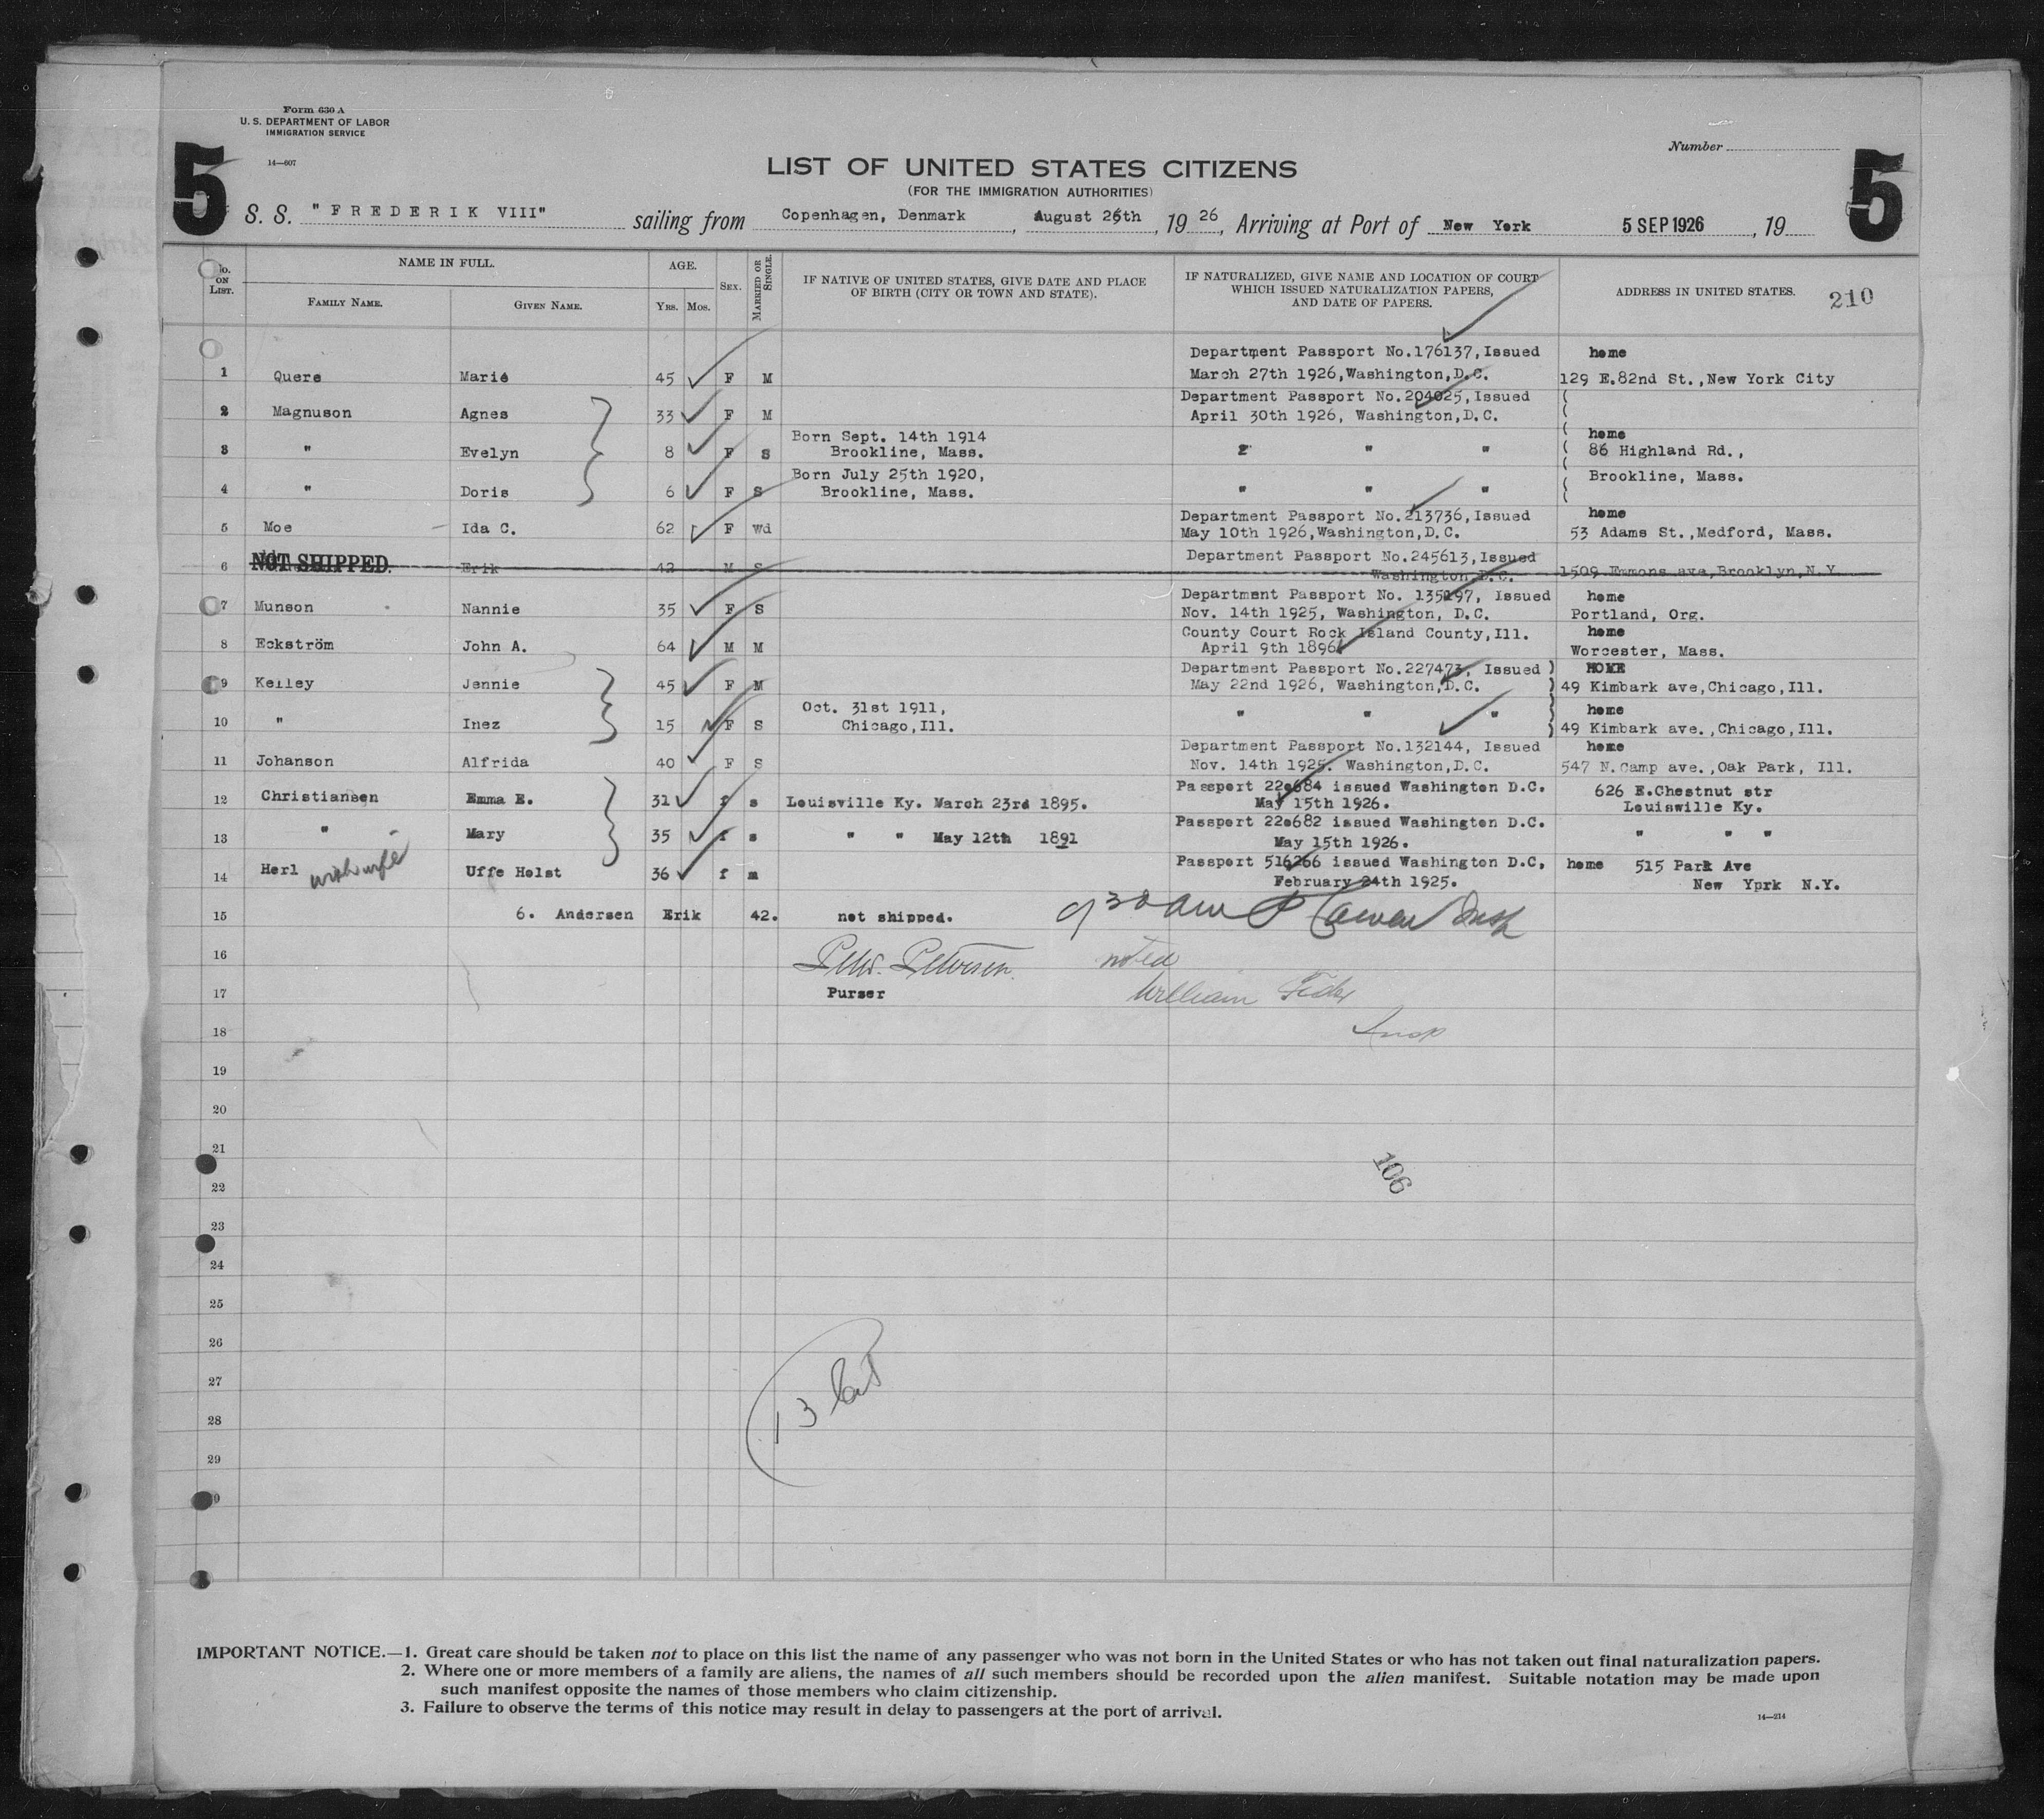 Form 630 A
U. S. DEPARTMENT OF LABOR
IMMIGRATION SERVICE
14—607
5
5
Number
LIST OF UNITED STATES CITIZENS
(FOR THE IMMIGRATION AUTHORITIES)
S. S. "FREDERIK VIII" sailing from Copenhagen, Denmark, August 26th, 1926, Arriving at Port of New York 5 SEP 1926, 19
No. ON LIST.
NAME IN FULL.
FAMILY NAME. GIVEN NAME.
AGE.
YRS. MOS.
SEX.
MARRIED OR SINGLE.
IF NATIVE OF UNITED STATES, GIVE DATE AND PLACE
OF BIRTH (CITY OR TOWN AND STATE).
IF NATURALIZED, GIVE NAME AND LOCATION OF COURT
WHICH ISSUED NATURALIZATION PAPERS,
AND DATE OF PAPERS.
ADDRESS IN UNITED STATES.
210
Department Passport No.176137, Issued home
1 Quere Marie 45 F M March 27th 1926, Washington, D.C. 129 E.82nd St., New York City
Department Passport No.204025, Issued
2 Magnuson Agnes 33 F M April 30th 1926, Washington, D.C.
Born Sept. 14th 1914 home
3 " Evelyn 8 F S Brookline, Mass. " " " 86 Highland Rd.,
Born July 25th 1920, Brookline, Mass.
4 " Doris 6 F S Brookline, Mass. " " "
Department Passport No.213736, Issued home
5 Moe Ida C. 62 F Wd May 10th 1926, Washington, D.C. 53 Adams St., Medford, Mass.
Department Passport No.245613, Issued
6 NOT SHIPPED Erik 42 M S Washington, D.C. 1509 Emmons ave, Brooklyn, N.Y
Department Passport No. 135197, Issued home
7 Munson Nannie 35 F S Nov. 14th 1925, Washington, D.C. Portland, Org.
County Court Rock Island County, Ill. home
8 Eckström John A. 64 M M April 9th 1896 Worcester, Mass.
Department Passport No.227473, Issued HOME
9 Kelley Jennie 45 F M May 22nd 1926, Washington, D.C. 49 Kimbark ave, Chicago, Ill.
Oct. 31st 1911, home
10 " Inez 15 F S Chicago, Ill. " " " 49 Kimbark ave., Chicago, Ill.
Department Passport No.132144, Issued home
11 Johanson Alfrida 40 F S Nov. 14th 1925. Washington, D.C. 547 N.Camp ave., Oak Park, Ill.
Passport 22e684 issued Washington D.C. 626 E.Chestnut str
12 Christiansen Emma E. 31 f s Louisville Ky. March 23rd 1895. May 15th 1926. Louiswille Ky.
Passport 22e682 issued Washington D.C.
13 " Mary 35 f s " " May 12th 1891 May 15th 1926. " " "
Passport 516266 issued Washington D.C, home 515 Park Ave
14 Herl with wife Uffe Holst 36 f m February 24th 1925. New Yprk N.Y.
15 6. Andersen Erik 42. not shipped. 9 30 am
16 Peter Petersen noted
17 Purser William
18 Insp
19
20
21
22
23
24
25
26
27
28
29
106
13
IMPORTANT NOTICE.—1. Great care should be taken not to place on this list the name of any passenger who was not born in the United States or who has not taken out final naturalization papers.
2. Where one or more members of a family are aliens, the names of all such members should be recorded upon the alien manifest. Suitable notation may be made upon
such manifest opposite the names of those members who claim citizenship.
3. Failure to observe the terms of this notice may result in delay to passengers at the port of arrival.
14—214